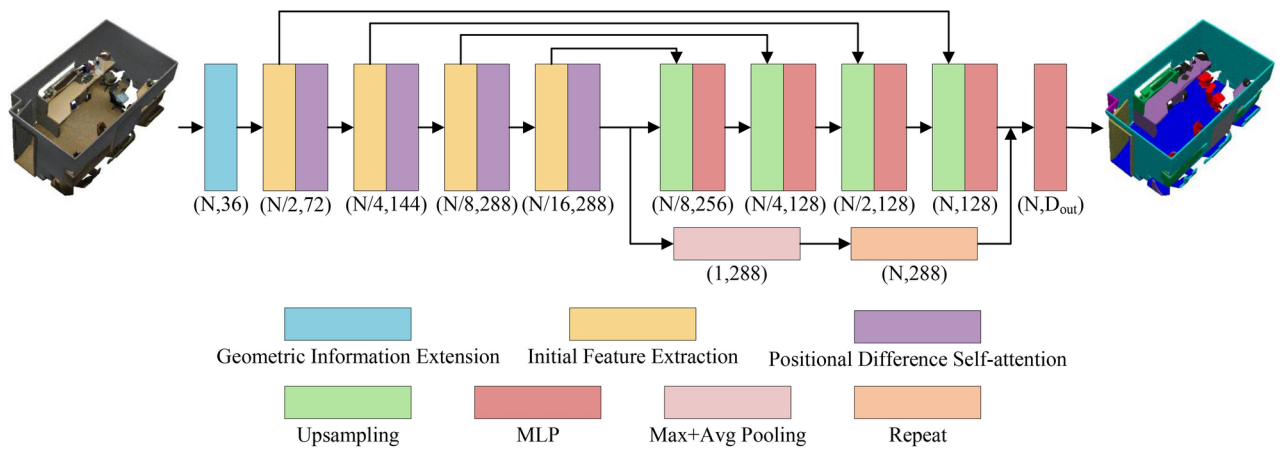 (N,36)
(N/2,72)
(N/4,144)
(N/8,288)
(N/16,288)
(N/8,256)
(N/4,128)
(N/2,128)
(N,128)
(N,Dout)
(1,288)
(N,288)
Geometric Information Extension
Initial Feature Extraction
Positional Difference Self-attention
Upsampling
MLP
Max+Avg Pooling
Repeat